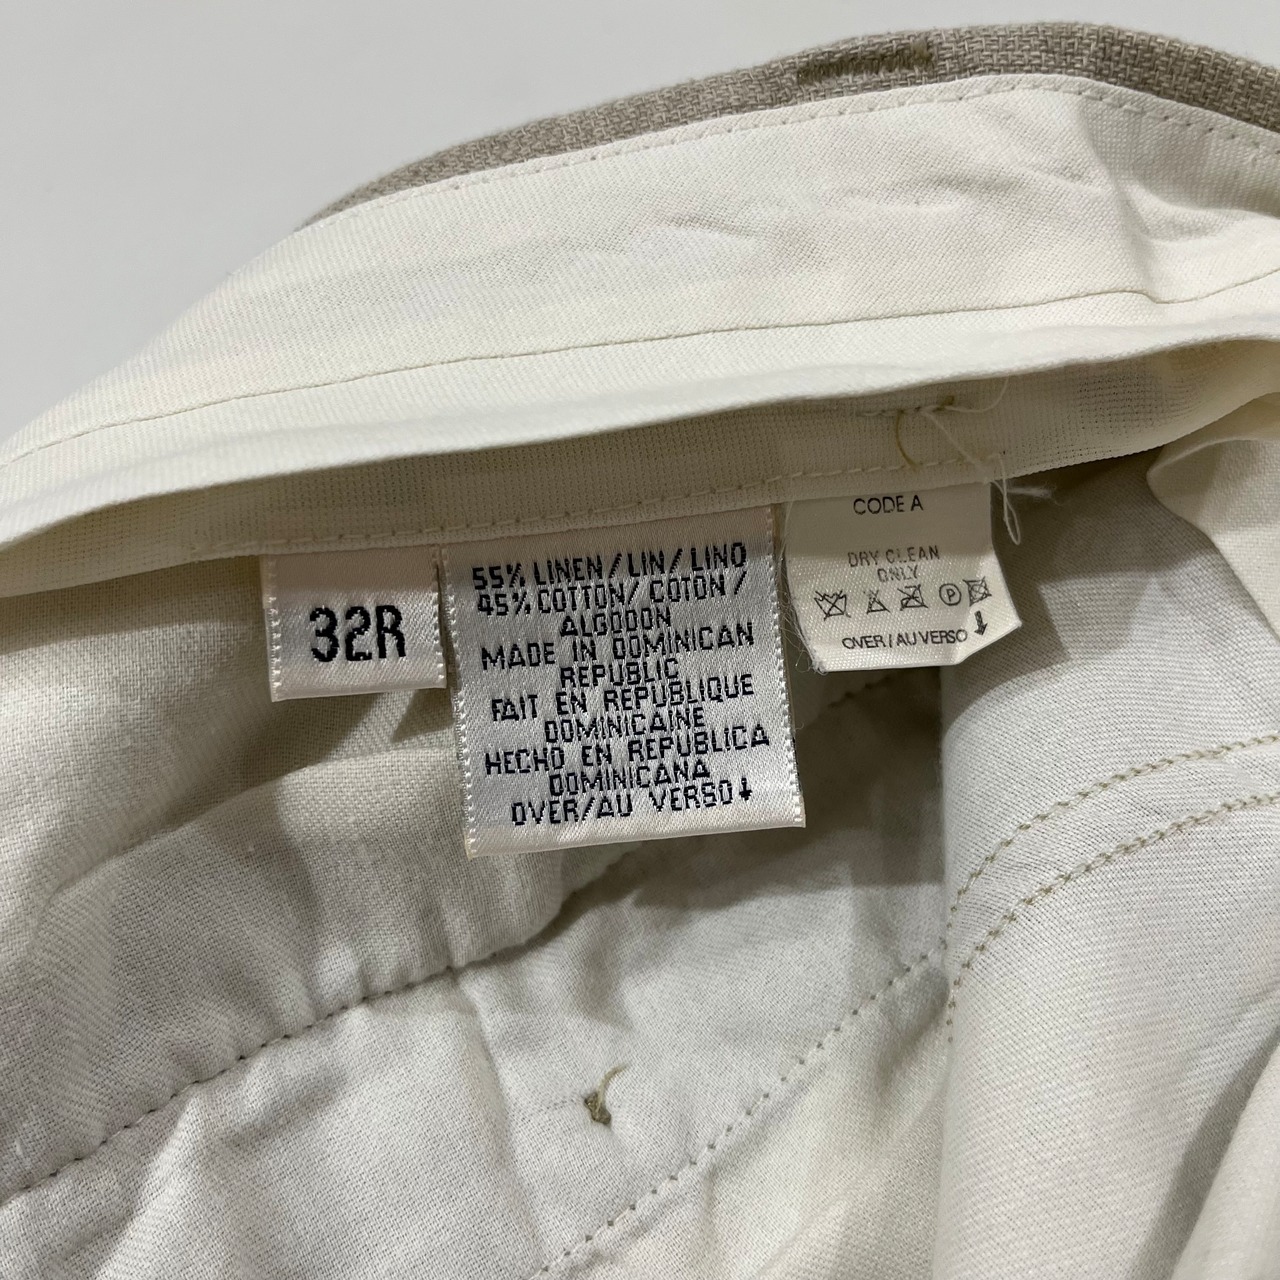 32R
55% LINEN/LIN/LINO
45% COTTON/COTON/
ALGODON
MADE IN DOMINICAN
REPUBLIC
FAIT EN REPUBLIQUE
DOMINICAINE
HECHO EN REPUBLICA
DOMINICANA
OVER/AU VERSO↓
CODE A
DRY CLEAN
ONLY
P
OVER/AU VERSO ↓